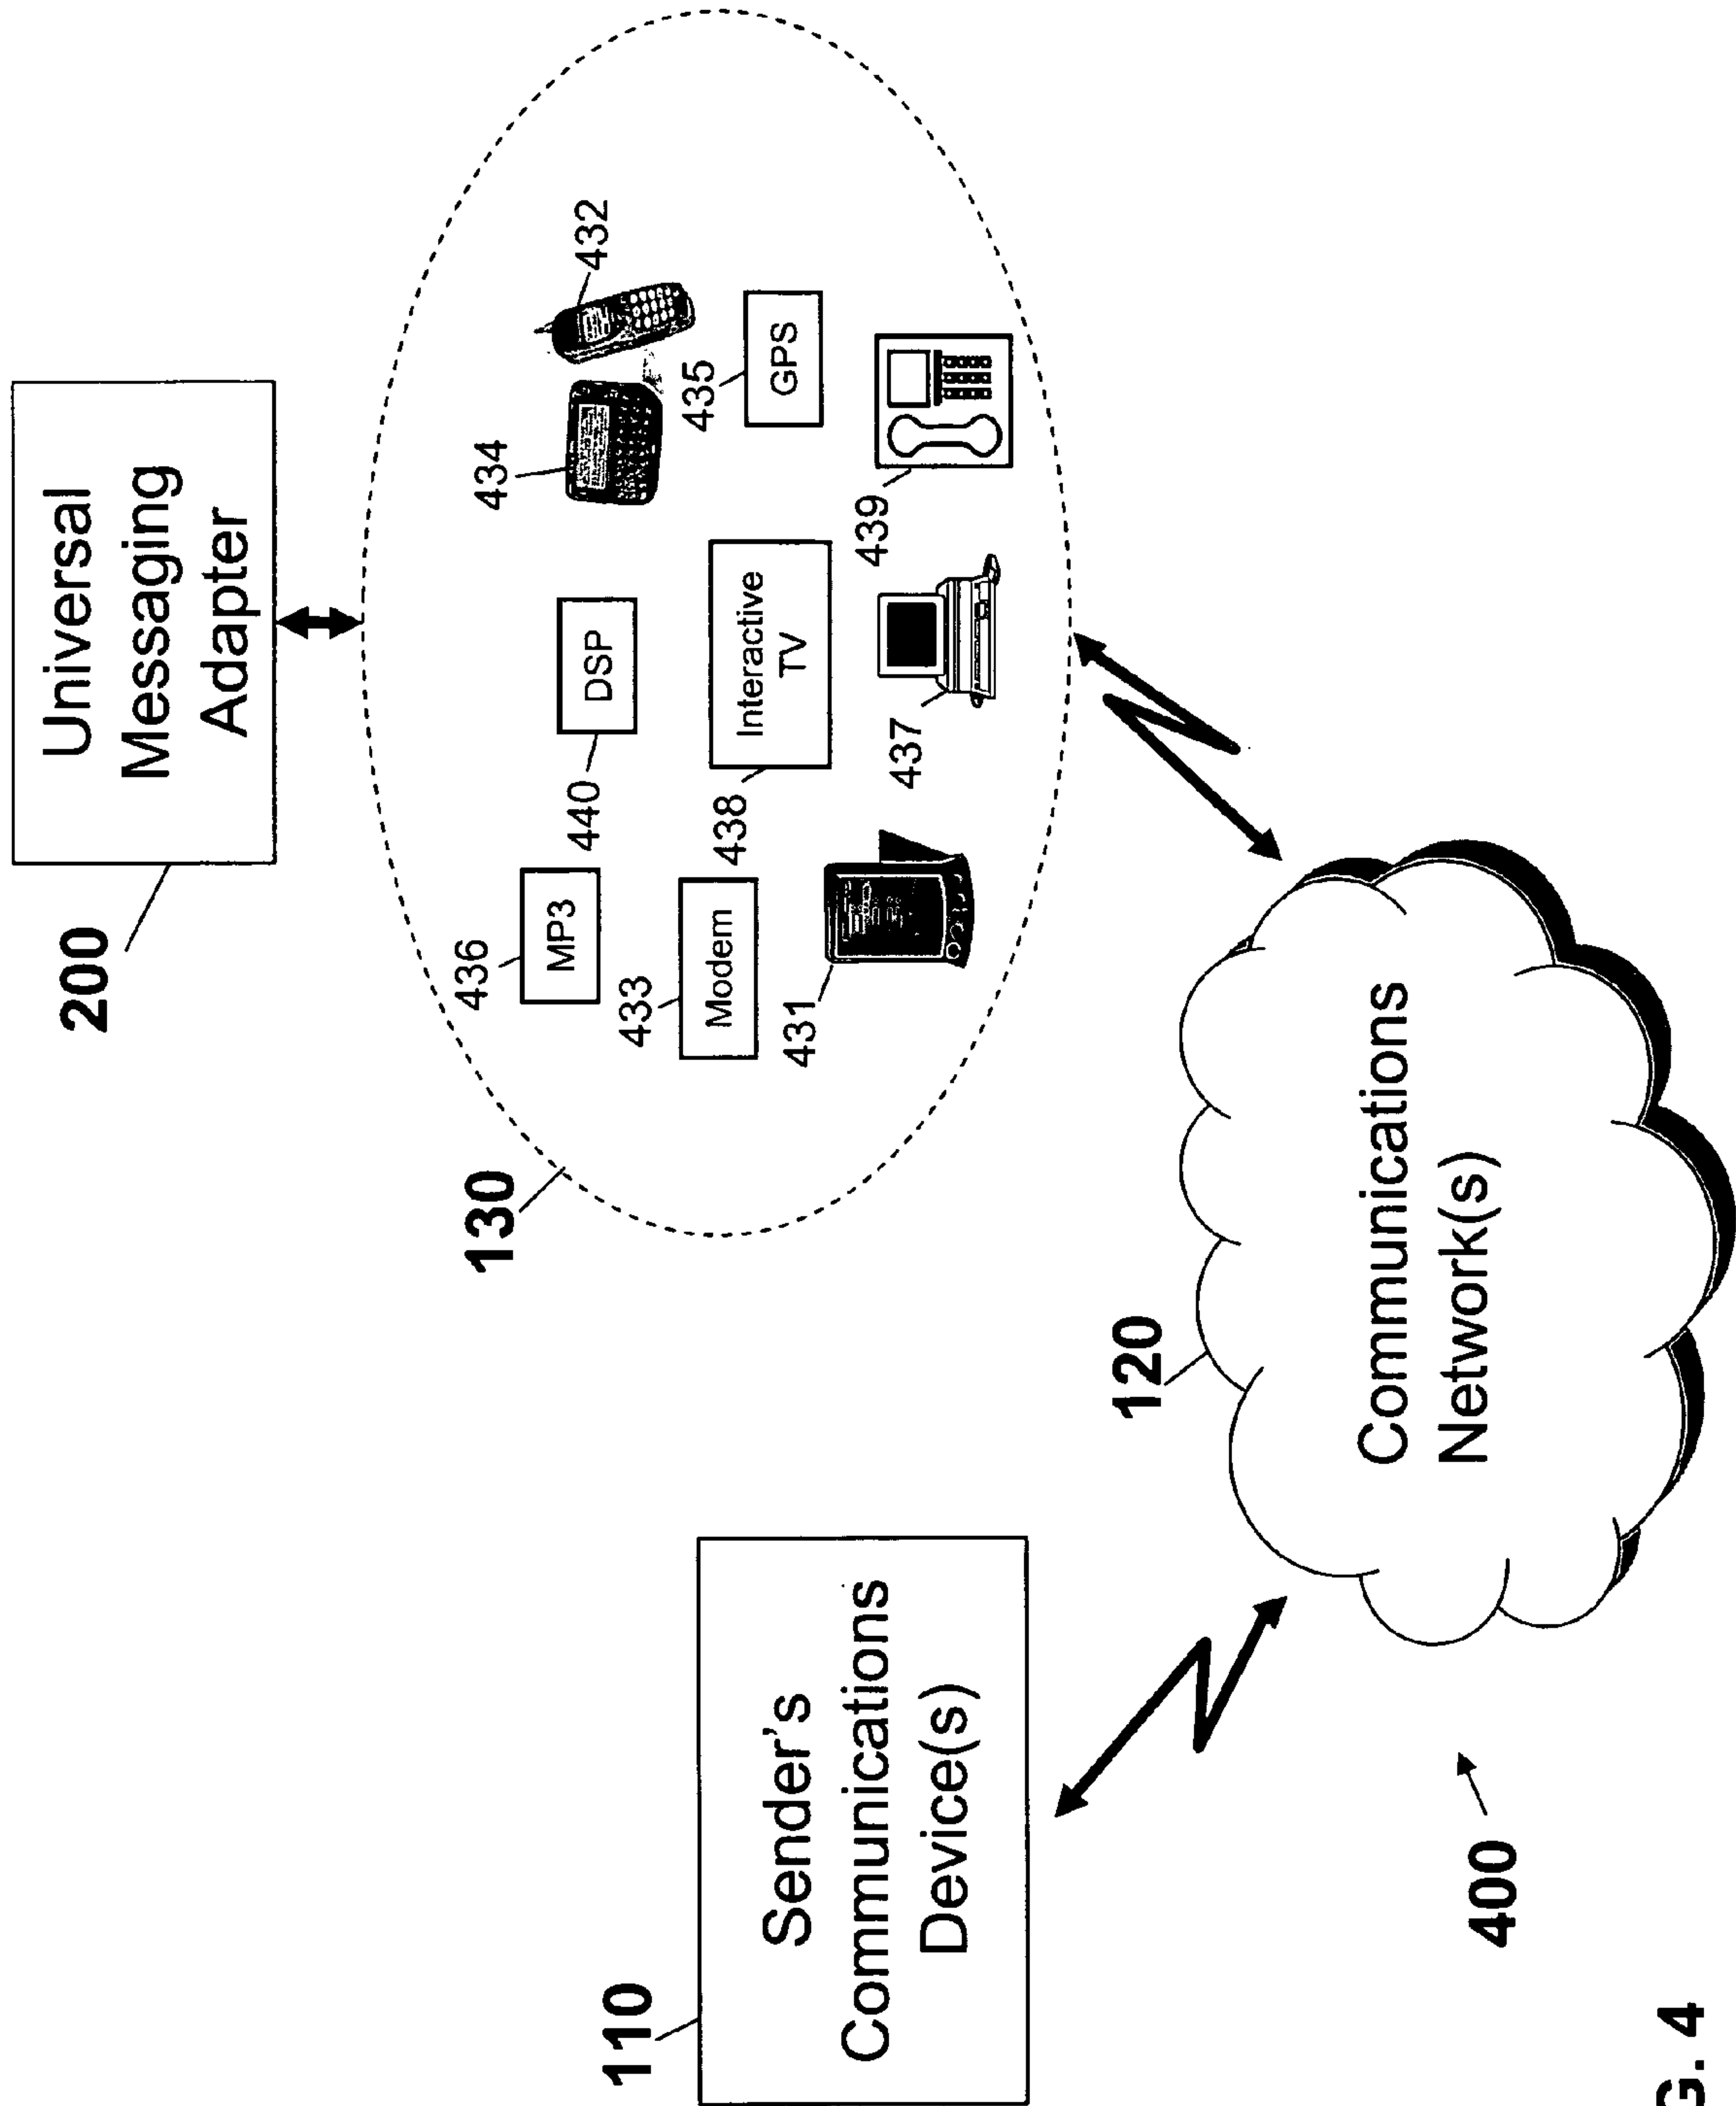 200
Universal
Messaging
Adapter
130
436
MP3
440
DSP
434
432
433
Modem
438
Interactive
TV
435
GPS
431
437
439
110
Sender's
Communications
Device(s)
120
Communications
Network(s)
400
G. 4